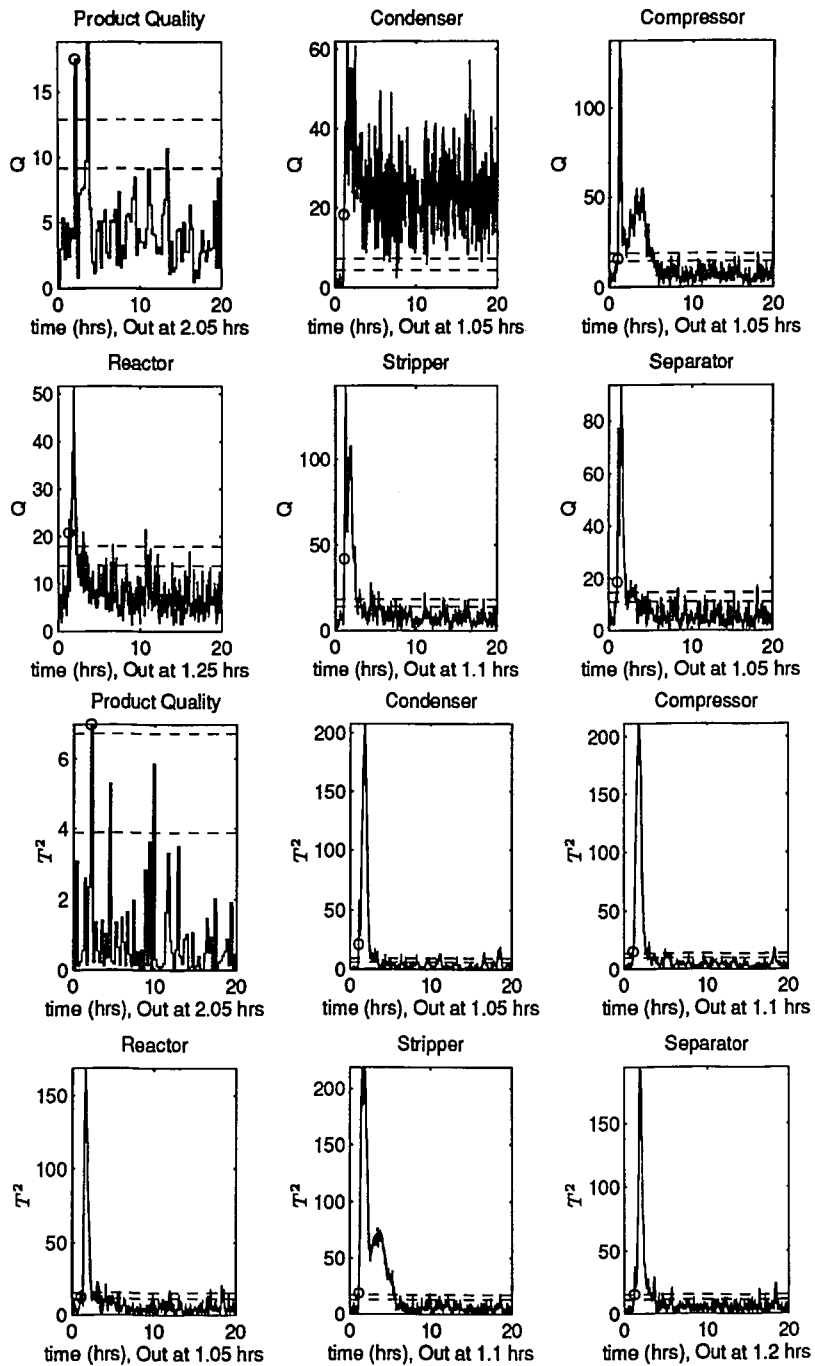 Product Quality Condenser Compressor
15
10
5
0
Q
0 10 20
time (hrs), Out at 2.05 hrs
60
40
20
0
Q
0 10 20
time (hrs), Out at 1.05 hrs
100
50
0
Q
0 10 20
time (hrs), Out at 1.05 hrs
Reactor Stripper Separator
50
40
30
20
10
0
Q
0 10 20
time (hrs), Out at 1.25 hrs
100
50
0
Q
0 10 20
time (hrs), Out at 1.1 hrs
80
60
40
20
0
Q
0 10 20
time (hrs), Out at 1.05 hrs
Product Quality Condenser Compressor
6
4
2
0
T²
0 10 20
time (hrs), Out at 2.05 hrs
200
150
100
50
0
T²
0 10 20
time (hrs), Out at 1.05 hrs
200
150
100
50
0
T²
0 10 20
time (hrs), Out at 1.1 hrs
Reactor Stripper Separator
150
100
50
0
T²
0 10 20
time (hrs), Out at 1.05 hrs
200
150
100
50
0
T²
0 10 20
time (hrs), Out at 1.1 hrs
150
100
50
0
T²
0 10 20
time (hrs), Out at 1.2 hrs